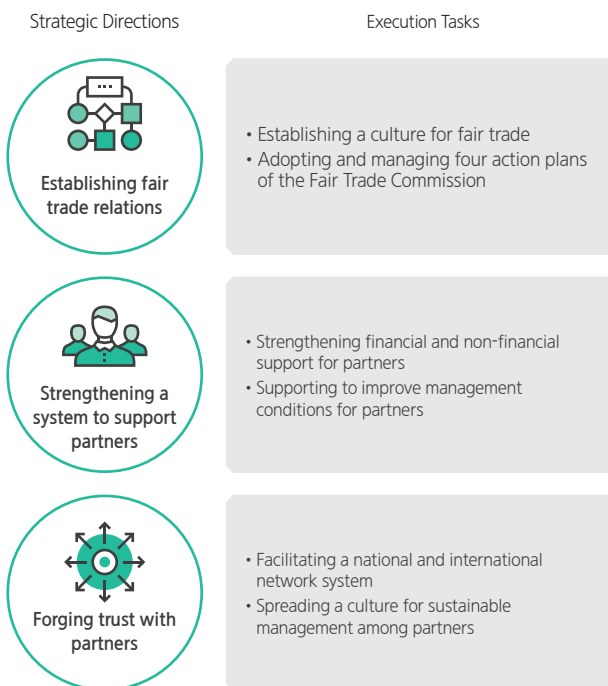 Strategic Directions
Execution Tasks
Establishing fair
trade relations
• Establishing a culture for fair trade
• Adopting and managing four action plans
of the Fair Trade Commission
Strengthening a
system to support
partners
• Strengthening financial and non-financial
support for partners
• Supporting to improve management
conditions for partners
Forging trust with
partners
• Facilitating a national and international
network system
• Spreading a culture for sustainable
management among partners